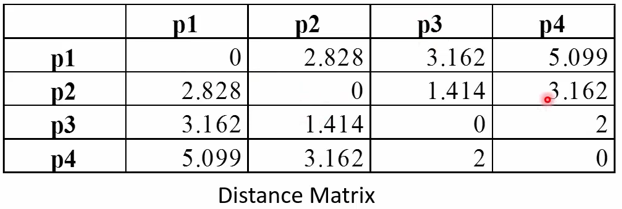 p1 p2 p3 p4
p1 0 2.828 3.162 5.099
p2 2.828 0 1.414 3.162
p3 3.162 1.414 0 2
p4 5.099 3.162 2 0
Distance Matrix